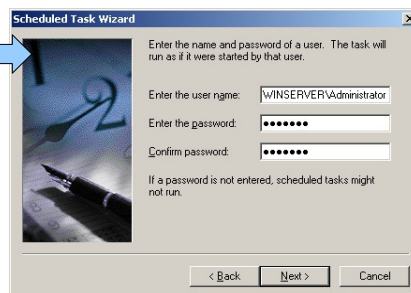 Scheduled Task Wizard
Enter the name and password of a user. The task will
run as if it were started by that user.
Enter the user name: WINSERVER\Administrator
Enter the password: •••••••
Confirm password: •••••••
If a password is not entered, scheduled tasks might
not run.
< Back Next > Cancel